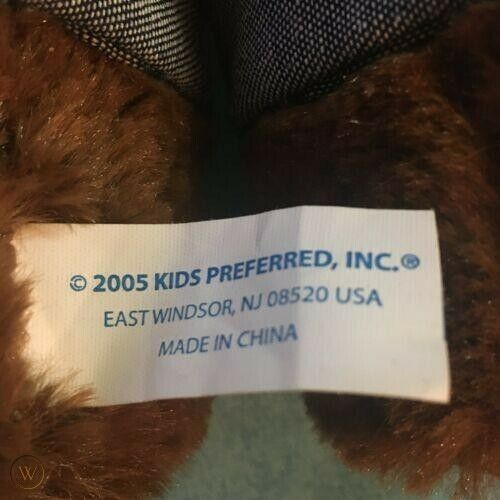 © 2005 KIDS PREFERRED, INC.®
EAST WINDSOR, NJ 08520 USA
MADE IN CHINA
W